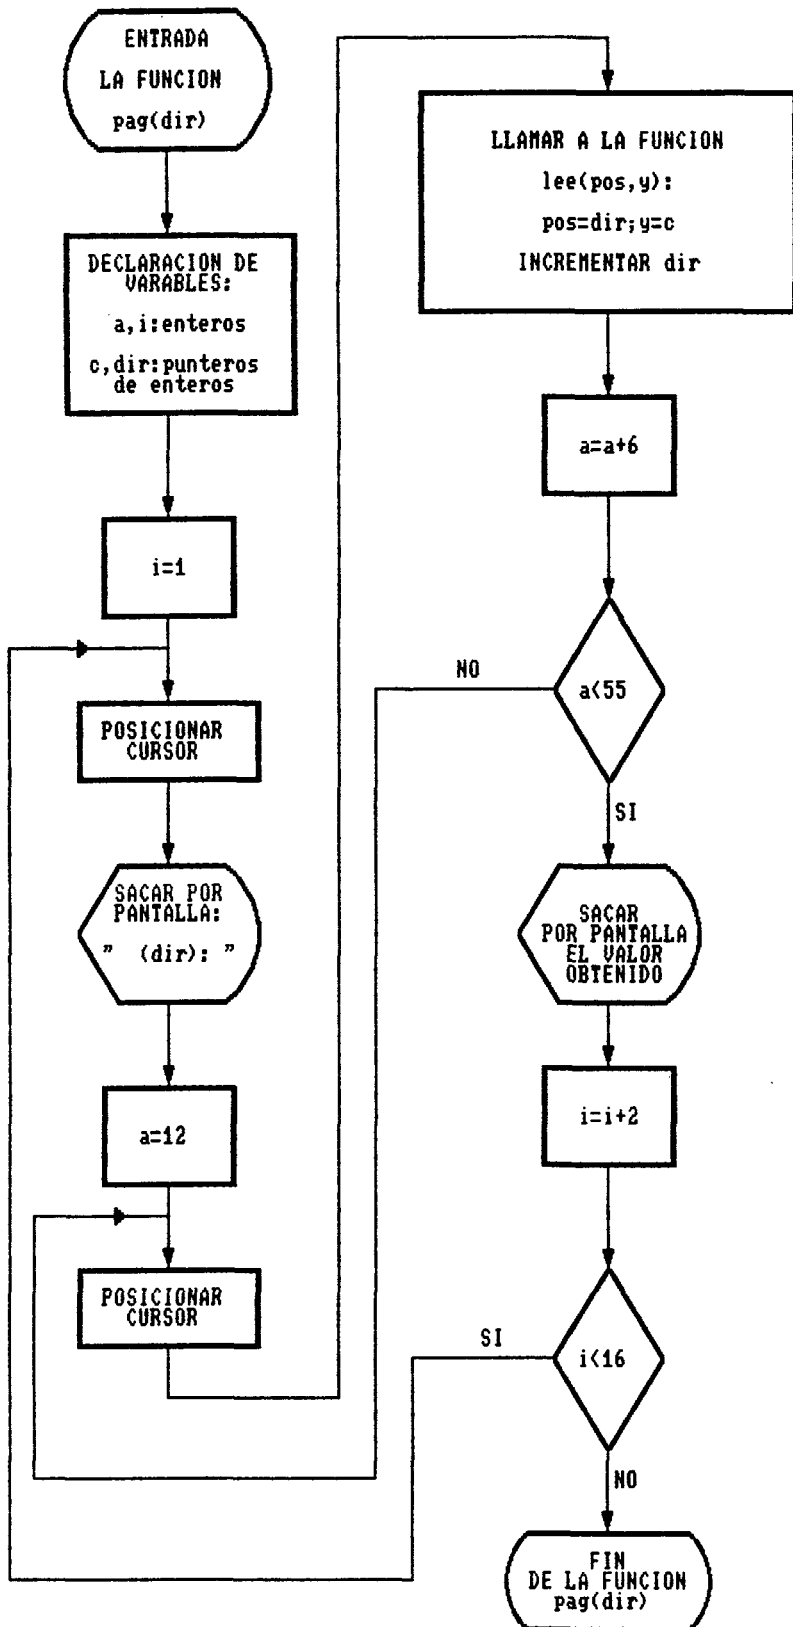 ENTRADA
LA FUNCION
pag(dir)
DECLARACION DE
VARABLES:
a,i:enteros
c,dir:punteros
de enteros
i=1
POSICIONAR
CURSOR
SACAR POR
PANTALLA:
" (dir): "
a=12
POSICIONAR
CURSOR
LLAMAR A LA FUNCION
lee(pos,y):
pos=dir;y=c
INCREMENTAR dir
a=a+6
a<55
NO
SI
SACAR
POR PANTALLA
EL VALOR
OBTENIDO
i=i+2
i<16
SI
NO
FIN
DE LA FUNCION
pag(dir)